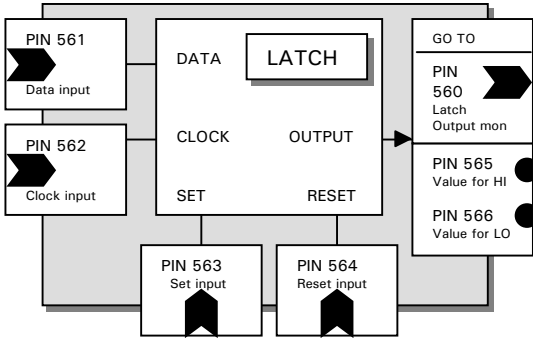 PIN 561
Data input
PIN 562
Clock input
DATA
LATCH
CLOCK
OUTPUT
SET
RESET
PIN 563
Set input
PIN 564
Reset input
GO TO
PIN
560
Latch
Output mon
PIN 565
Value for HI
PIN 566
Value for LO